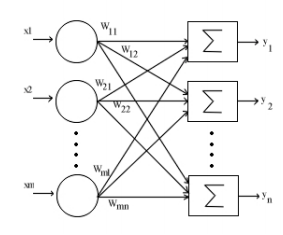 x1 W11 Σ y1
W12
x2 W21 Σ y2
W22
xm Wml Σ yn
Wmn